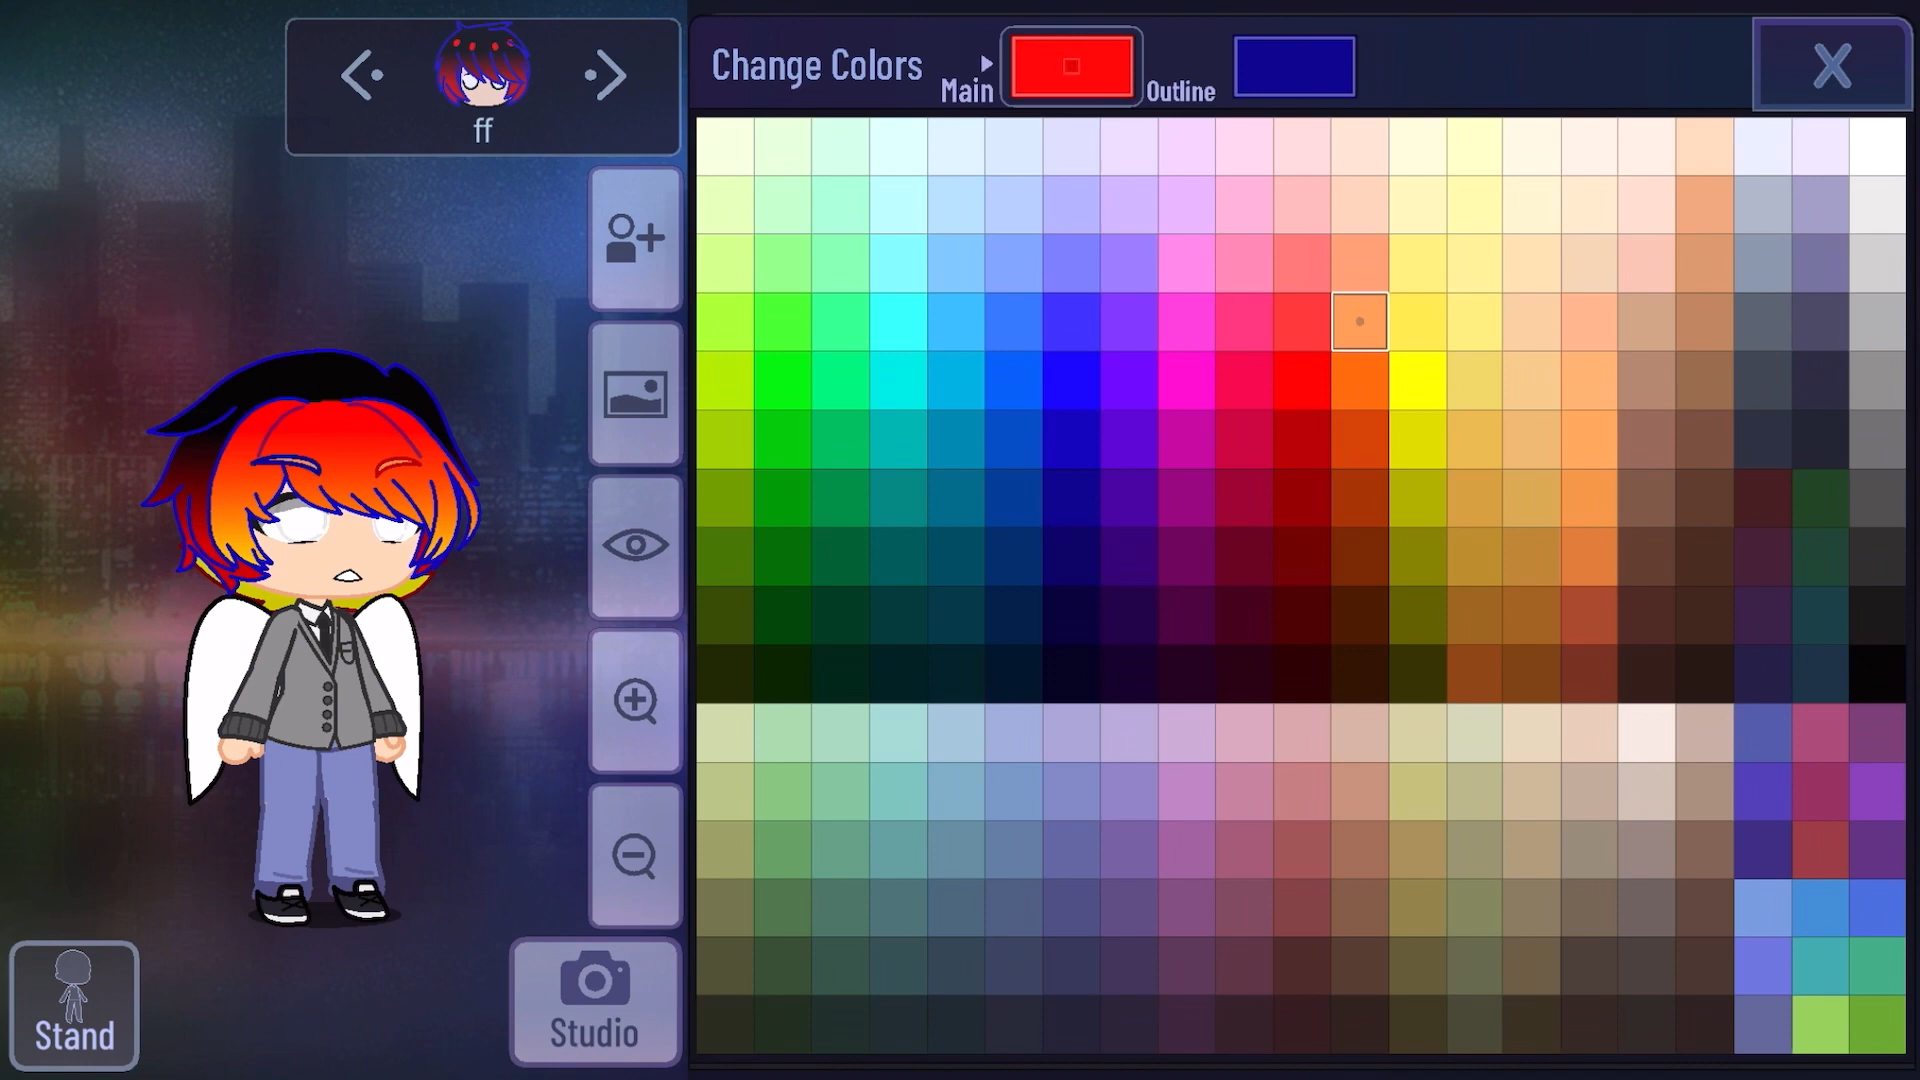 ff
Change Colors
Main
Outline
X
Stand
Studio